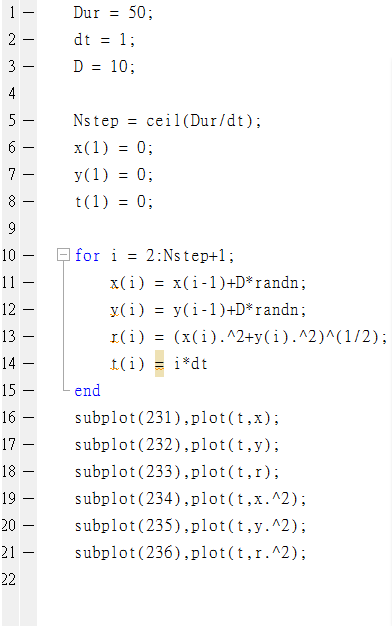 1 – Dur = 50;
2 – dt = 1;
3 – D = 10;
4
5 – Nstep = ceil(Dur/dt);
6 – x(1) = 0;
7 – y(1) = 0;
8 – t(1) = 0;
9
10 – for i = 2:Nstep+1;
11 – x(i) = x(i-1)+D*randn;
12 – y(i) = y(i-1)+D*randn;
13 – r(i) = (x(i).^2+y(i).^2)^(1/2);
14 – t(i) = i*dt
15 – end
16 – subplot(231),plot(t,x);
17 – subplot(232),plot(t,y);
18 – subplot(233),plot(t,r);
19 – subplot(234),plot(t,x.^2);
20 – subplot(235),plot(t,y.^2);
21 – subplot(236),plot(t,r.^2);
22